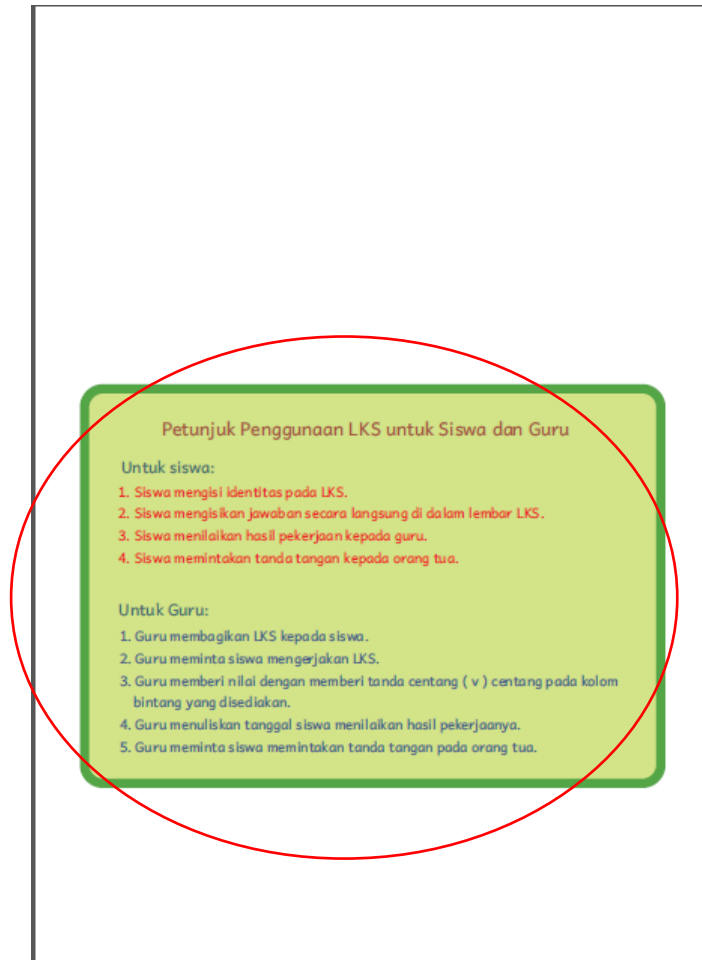 Petunjuk Penggunaan LKS untuk Siswa dan Guru
Untuk siswa:
1. Siswa mengisi identitas pada LKS.
2. Siswa mengisikan jawaban secara langsung di dalam lembar LKS.
3. Siswa menilaikan hasil pekerjaan kepada guru.
4. Siswa memintakan tanda tangan kepada orang tua.
Untuk Guru:
1. Guru membagikan LKS kepada siswa.
2. Guru meminta siswa mengerjakan LKS.
3. Guru memberi nilai dengan memberi tanda centang ( v ) centang pada kolom
bintang yang disediakan.
4. Guru menuliskan tanggal siswa menilaikan hasil pekerjaanya.
5. Guru meminta siswa memintakan tanda tangan pada orang tua.